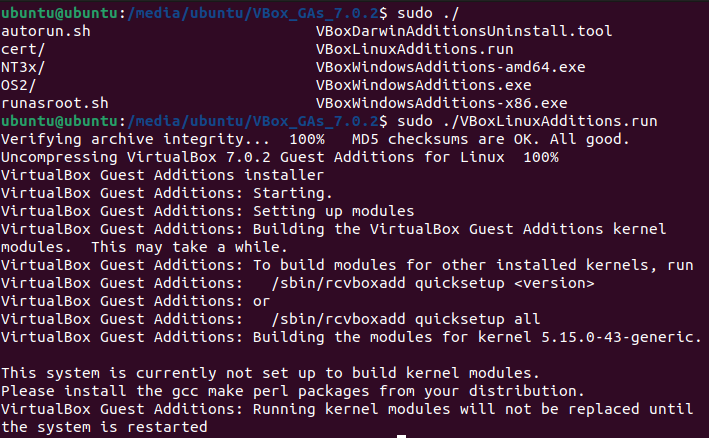 ubuntu@ubuntu:/media/ubuntu/VBox_GAs_7.0.2$ sudo ./
autorun.sh                    VBoxDarwinAdditionsUninstall.tool
cert/                         VBoxLinuxAdditions.run
NT3x/                         VBoxWindowsAdditions-amd64.exe
OS2/                          VBoxWindowsAdditions.exe
runasroot.sh                  VBoxWindowsAdditions-x86.exe
ubuntu@ubuntu:/media/ubuntu/VBox_GAs_7.0.2$ sudo ./VBoxLinuxAdditions.run
Verifying archive integrity...  100%   MD5 checksums are OK. All good.
Uncompressing VirtualBox 7.0.2 Guest Additions for Linux  100%
VirtualBox Guest Additions installer
VirtualBox Guest Additions: Starting.
VirtualBox Guest Additions: Setting up modules
VirtualBox Guest Additions: Building the VirtualBox Guest Additions kernel
modules.  This may take a while.
VirtualBox Guest Additions: To build modules for other installed kernels, run
VirtualBox Guest Additions:   /sbin/rcvboxadd quicksetup <version>
VirtualBox Guest Additions: or
VirtualBox Guest Additions:   /sbin/rcvboxadd quicksetup all
VirtualBox Guest Additions: Building the modules for kernel 5.15.0-43-generic.

This system is currently not set up to build kernel modules.
Please install the gcc make perl packages from your distribution.
VirtualBox Guest Additions: Running kernel modules will not be replaced until
the system is restarted